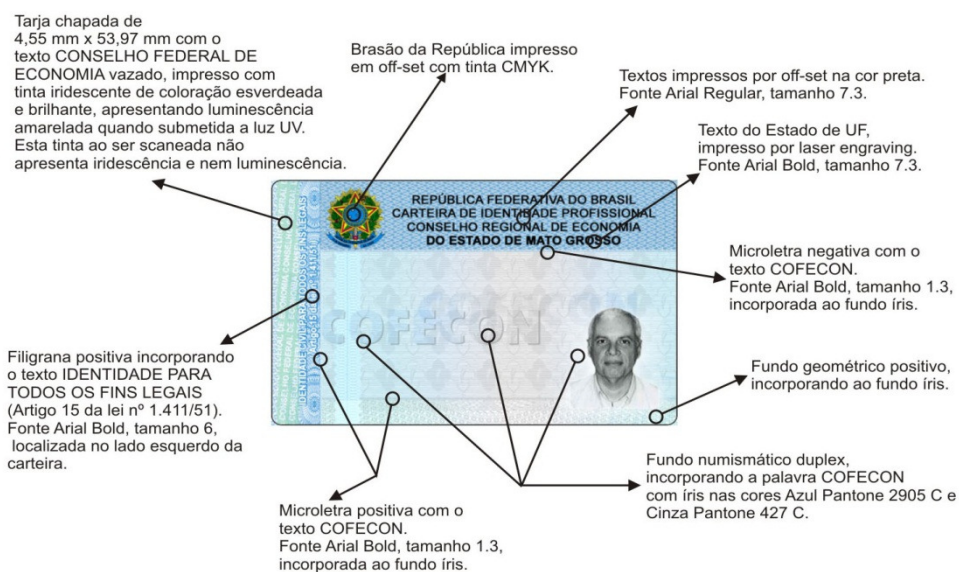 Tarja chapada de
4,55 mm x 53,97 mm com o
texto CONSELHO FEDERAL DE
ECONOMIA vazado, impresso com
tinta iridescente de coloração esverdeada
e brilhante, apresentando luminescência
amarelada quando submetida a luz UV.
Esta tinta ao ser scaneada não
apresenta iridescência e nem luminescência.
Brasão da República impresso
em off-set com tinta CMYK.
Textos impressos por off-set na cor preta.
Fonte Arial Regular, tamanho 7.3.
Texto do Estado de UF,
impresso por laser engraving.
Fonte Arial Bold, tamanho 7.3.
REPÚBLICA FEDERATIVA DO BRASIL
CARTEIRA DE IDENTIDADE PROFISSIONAL
CONSELHO REGIONAL DE ECONOMIA
DO ESTADO DE MATO GROSSO
IDENTIDADE CIVIL PARA TODOS OS FINS LEGAIS
COFECON
Microletra negativa com o
texto COFECON.
Fonte Arial Bold, tamanho 1.3,
incorporada ao fundo íris.
Filigrana positiva incorporando
o texto IDENTIDADE PARA
TODOS OS FINS LEGAIS
(Artigo 15 da lei nº 1.411/51).
Fonte Arial Bold, tamanho 6,
localizada no lado esquerdo da
carteira.
Fundo geométrico positivo,
incorporando ao fundo íris.
Microletra positiva com o
texto COFECON.
Fonte Arial Bold, tamanho 1.3,
incorporada ao fundo íris.
Fundo numismático duplex,
incorporando a palavra COFECON
com íris nas cores Azul Pantone 2905 C e
Cinza Pantone 427 C.